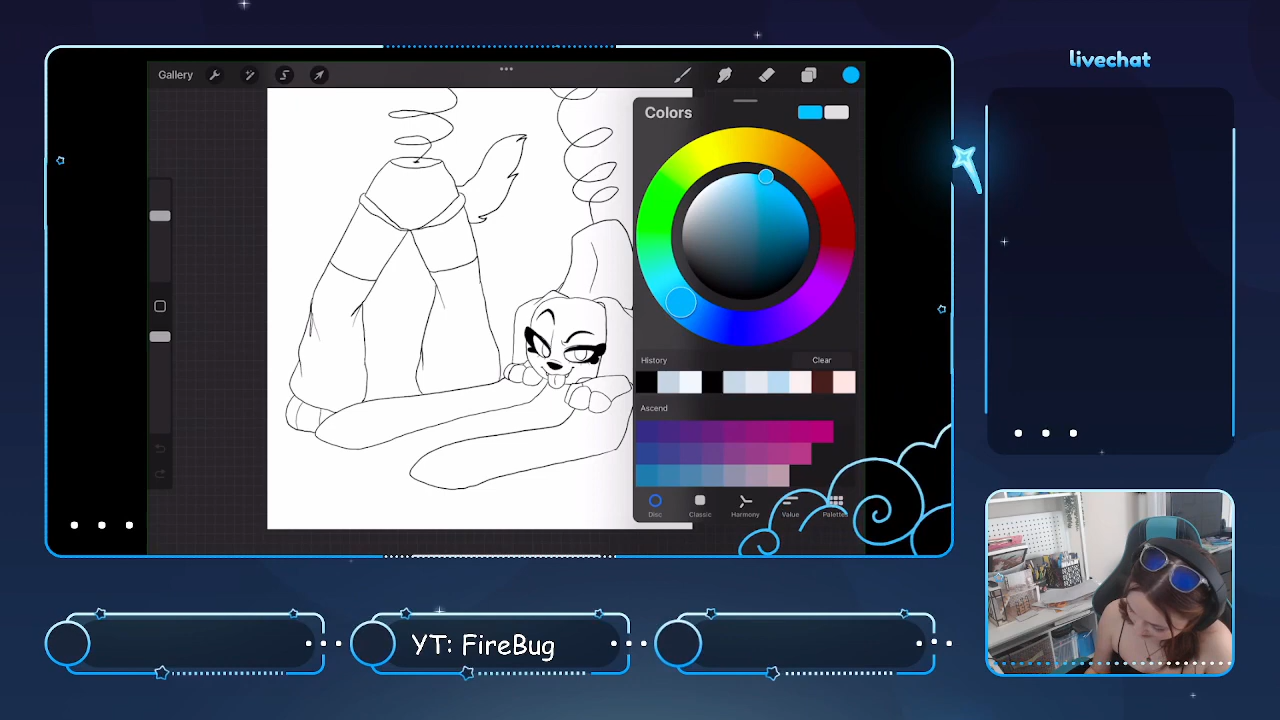 livechat
Gallery
Colors
History
Clear
Ascend
Disc
Classic
Harmony
Value
Palettes
YT: FireBug